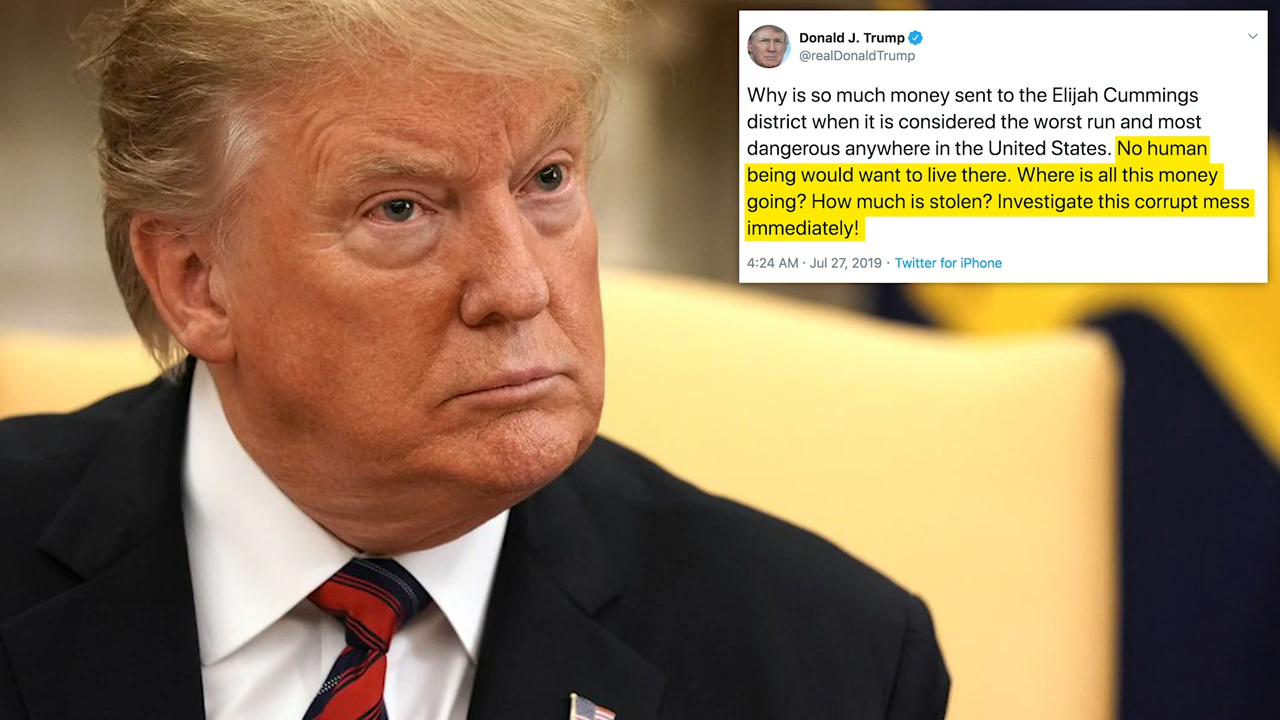 Donald J. Trump
@realDonaldTrump
Why is so much money sent to the Elijah Cummings
district when it is considered the worst run and most
dangerous anywhere in the United States. No human
being would want to live there. Where is all this money
going? How much is stolen? Investigate this corrupt mess
immediately!
4:24 AM · Jul 27, 2019 · Twitter for iPhone